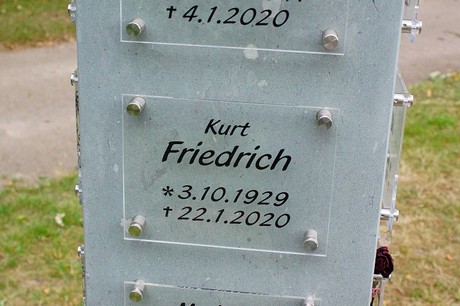 † 4.1.2020
Kurt
Friedrich
* 3.10.1929
† 22.1.2020